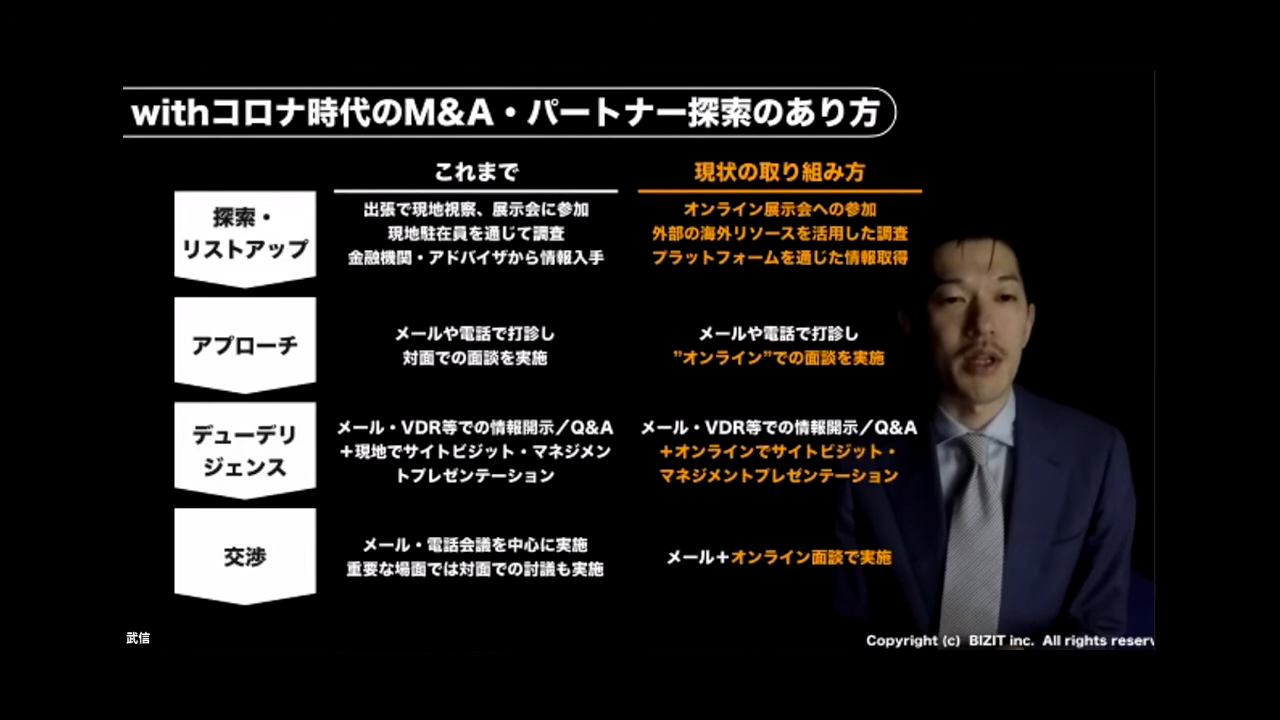 withコロナ時代のM&A・パートナー探索のあり方
これまで
現状の取り組み方
探索・
リストアップ
出張で現地視察、展示会に参加
現地駐在員を通じて調査
金融機関・アドバイザから情報入手
オンライン展示会への参加
外部の海外リソースを活用した調査
プラットフォームを通じた情報取得
アプローチ
メールや電話で打診し
対面での面談を実施
メールや電話で打診し
”オンライン”での面談を実施
デューデリ
ジェンス
メール・VDR等での情報開示／Q&A
＋現地でサイトビジット・マネジメン
トプレゼンテーション
メール・VDR等での情報開示／Q&A
＋オンラインでサイトビジット・
マネジメントプレゼンテーション
交渉
メール・電話会議を中心に実施
重要な場面では対面での討議も実施
メール＋オンライン面談で実施
武信
Copyright (c) BIZIT inc. All rights reserv